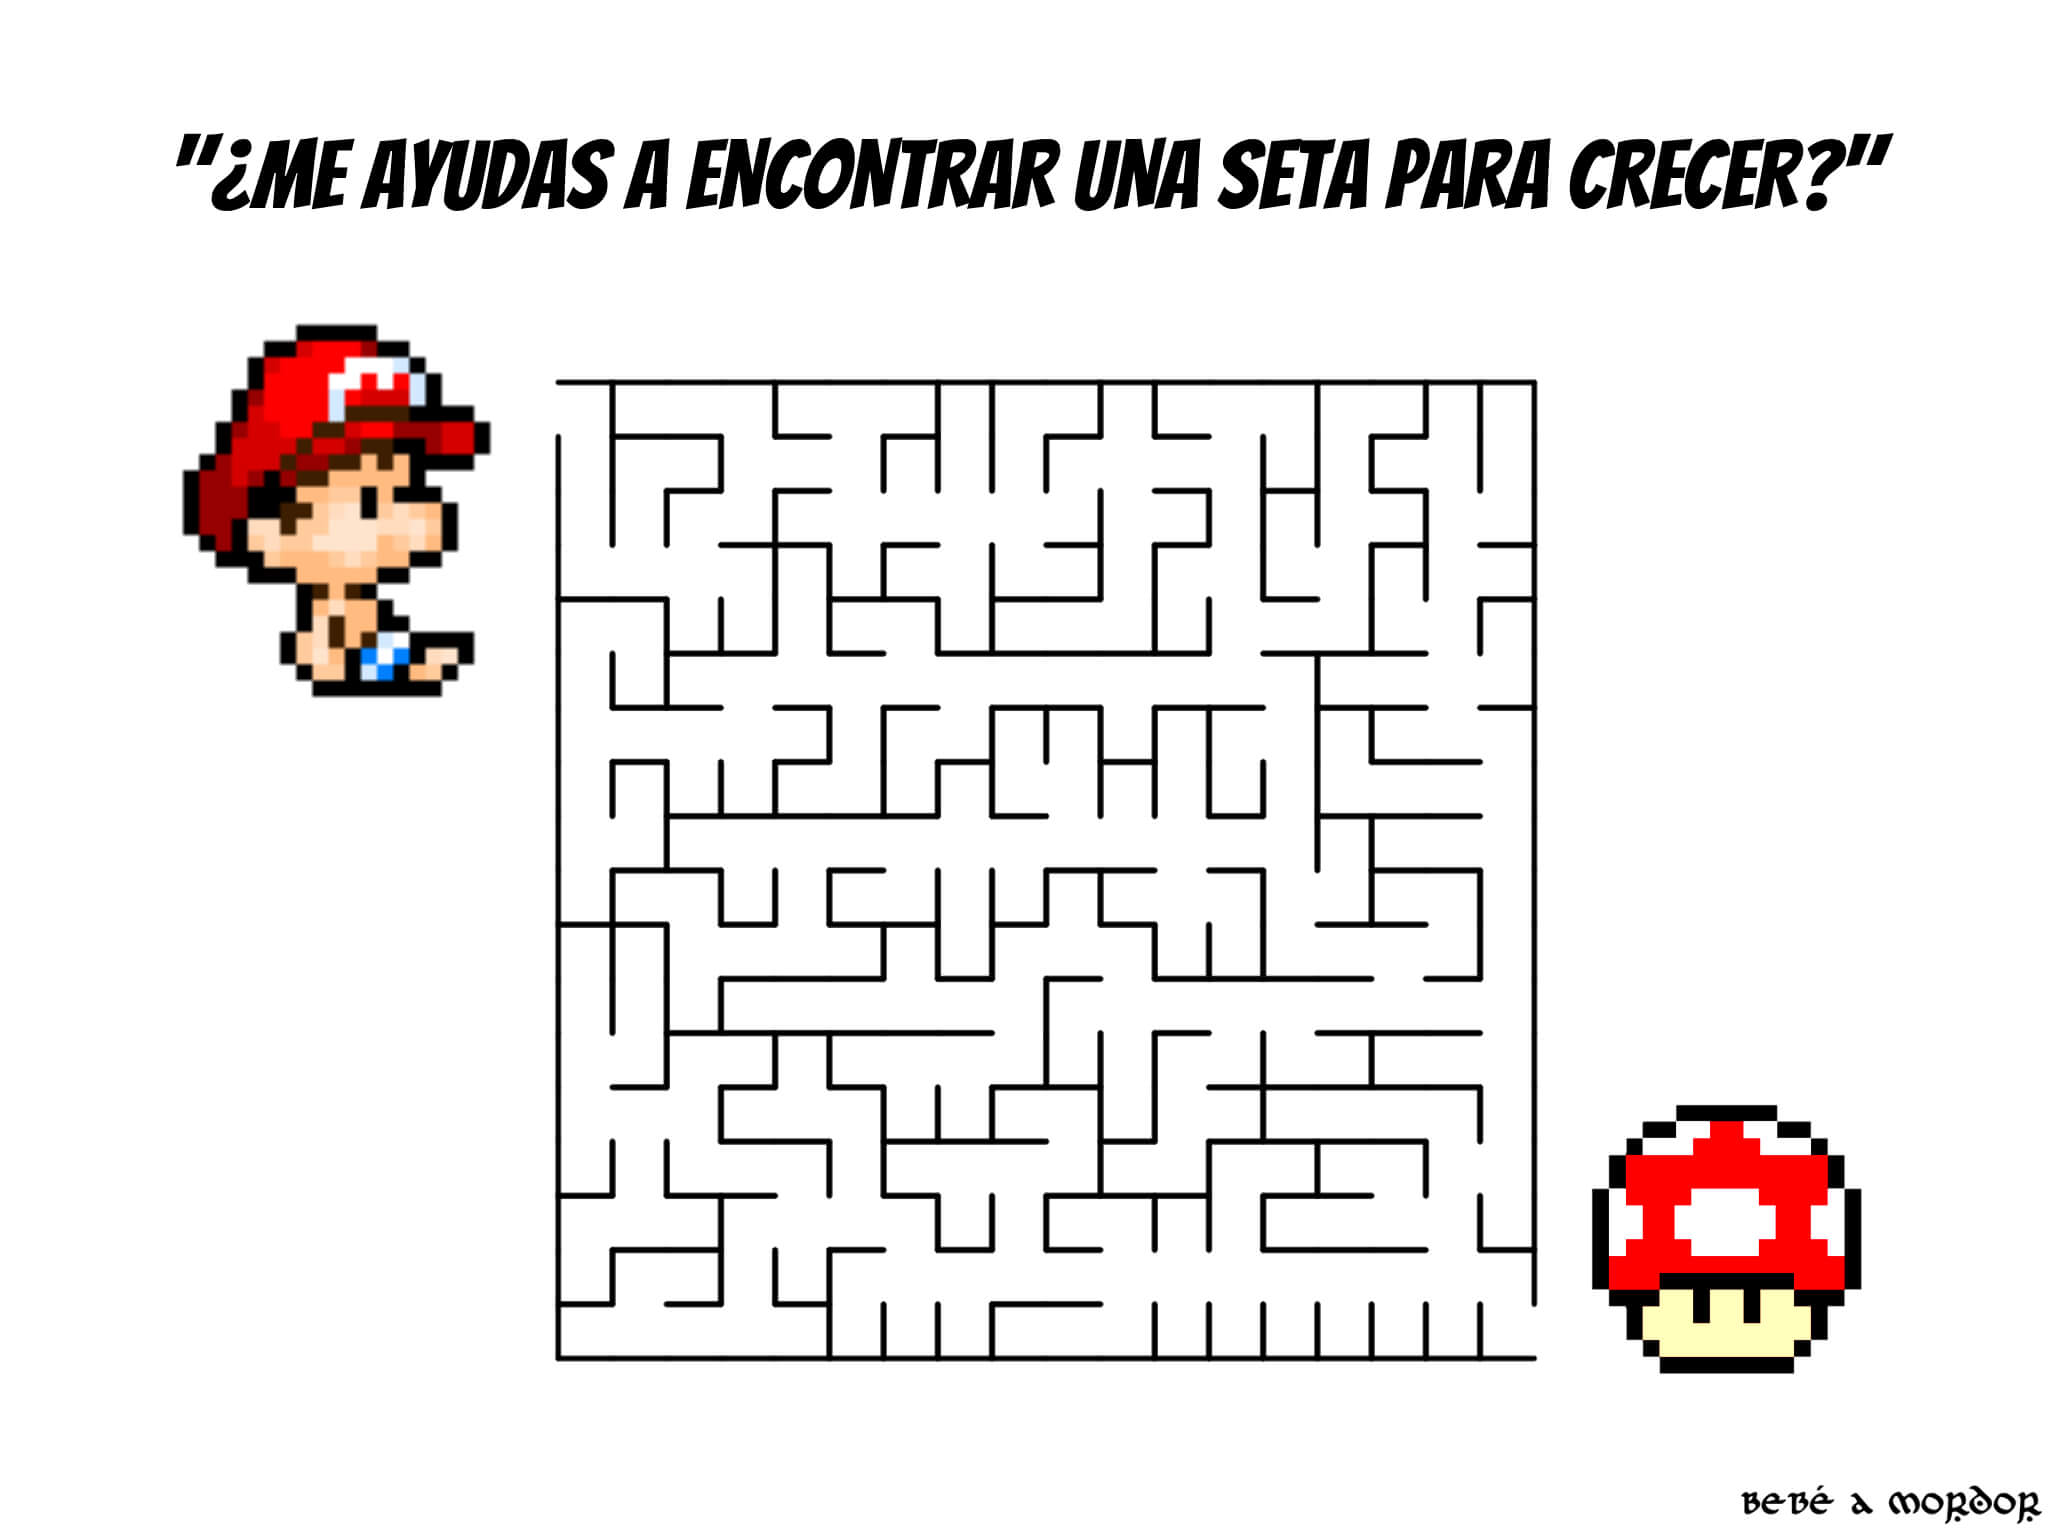 "¿ME AYUDAS A ENCONTRAR UNA SETA PARA CRECER?"
BEBÉ A MORDOR